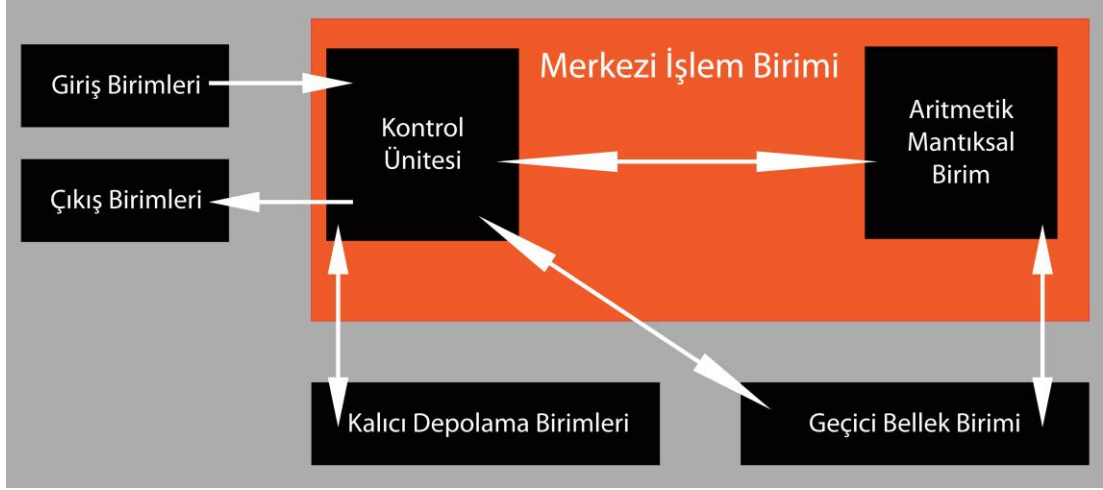 Giriş Birimleri
Çıkış Birimleri
Merkezi İşlem Birimi
Kontrol
Ünitesi
Aritmetik
Mantıksal
Birim
Kalıcı Depolama Birimleri
Geçici Bellek Birimi